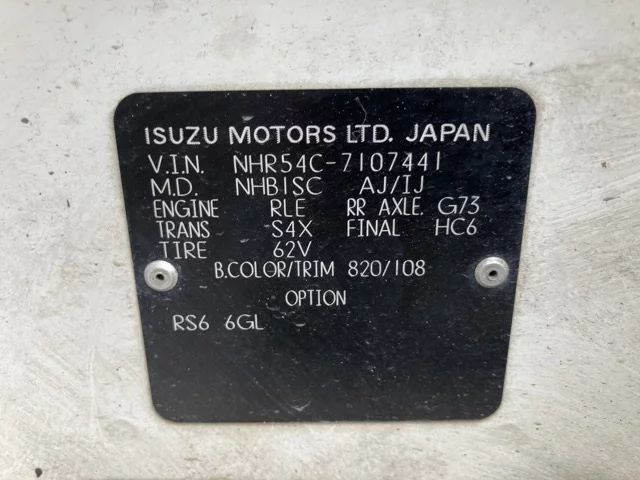 ISUZU MOTORS LTD. JAPAN
V.I.N. NHR54C-7107441
M.D. NHB1SC AJ/1J
ENGINE RLE RR AXLE. G73
TRANS S4X FINAL HC6
TIRE 62V
B.COLOR/TRIM 820/108
OPTION
RS6 6GL